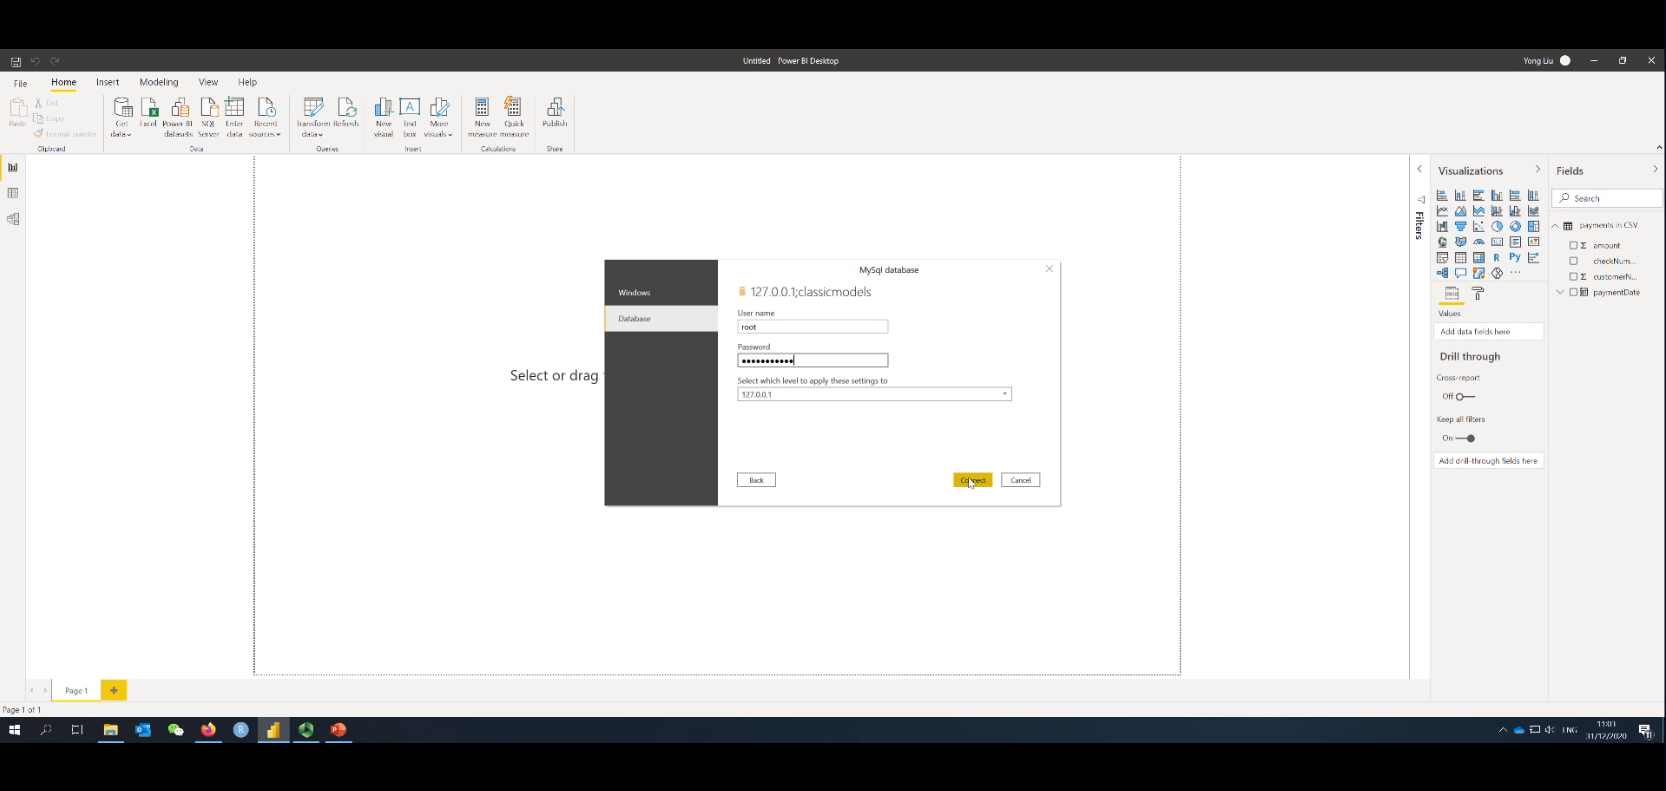 Untitled  Power BI Desktop
Yong Liu
File
Home
Insert
Modeling
View
Help
Paste
Cut
Copy
Format painter
Clipboard
Get data
Excel
Power BI datasets
SQL Server
Enter data
Recent sources
Data
Transform data
Refresh
Queries
New visual
Text box
More visuals
Insert
New measure
Quick measure
Calculations
Publish
Share
Filters
Visualizations
R
Py
Values
Add data fields here
Drill through
Cross-report
Off
Keep all filters
On
Add drill-through fields here
Fields
Search
payments in CSV
Σ amount
checkNum...
Σ customerN...
paymentDate
Select or drag
MySql database
Windows
Database
127.0.0.1;classicmodels
User name
root
Password
•••••••••••
Select which level to apply these settings to
127.0.0.1
Back
Connect
Cancel
Page 1
Page 1 of 1
ENG
11:03
31/12/2020